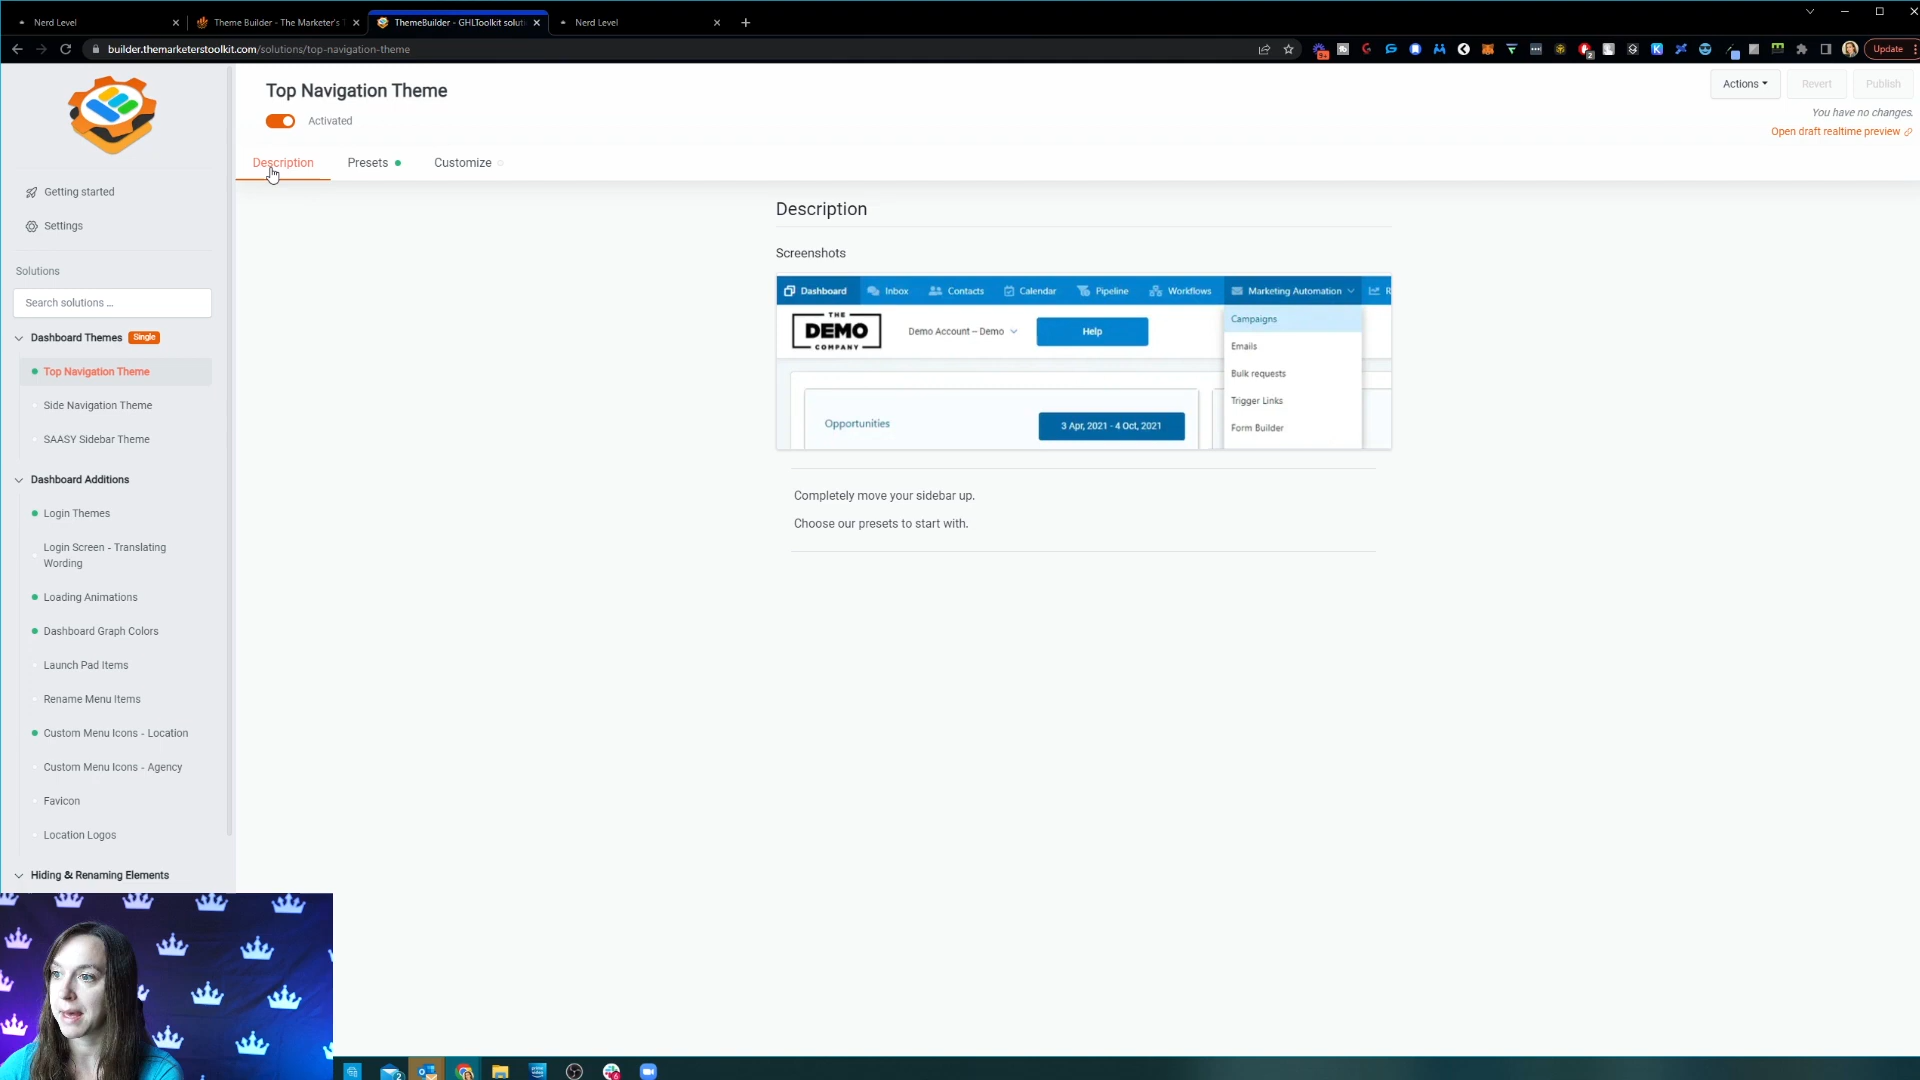 Nerd Level
Theme Builder - The Marketer's T
ThemeBuilder - GHLToolkit soluti
Nerd Level
builder.themarketerstoolkit.com/solutions/top-navigation-theme
Update
Top Navigation Theme
Actions
Revert
Publish
Activated
You have no changes.
Open draft realtime preview
Description
Presets
Customize
Getting started
Settings
Solutions
Search solutions ...
Dashboard Themes Single
Top Navigation Theme
Side Navigation Theme
SAASY Sidebar Theme
Dashboard Additions
Login Themes
Login Screen - Translating
Wording
Loading Animations
Dashboard Graph Colors
Launch Pad Items
Rename Menu Items
Custom Menu Icons - Location
Custom Menu Icons - Agency
Favicon
Location Logos
Hiding & Renaming Elements
Description
Screenshots
Dashboard Inbox Contacts Calendar Pipeline Workflows Marketing Automation R
THE
DEMO
COMPANY
Demo Account – Demo
Help
Campaigns
Emails
Bulk requests
Trigger Links
Form Builder
Opportunities
3 Apr, 2021 - 4 Oct, 2021
Completely move your sidebar up.
Choose our presets to start with.